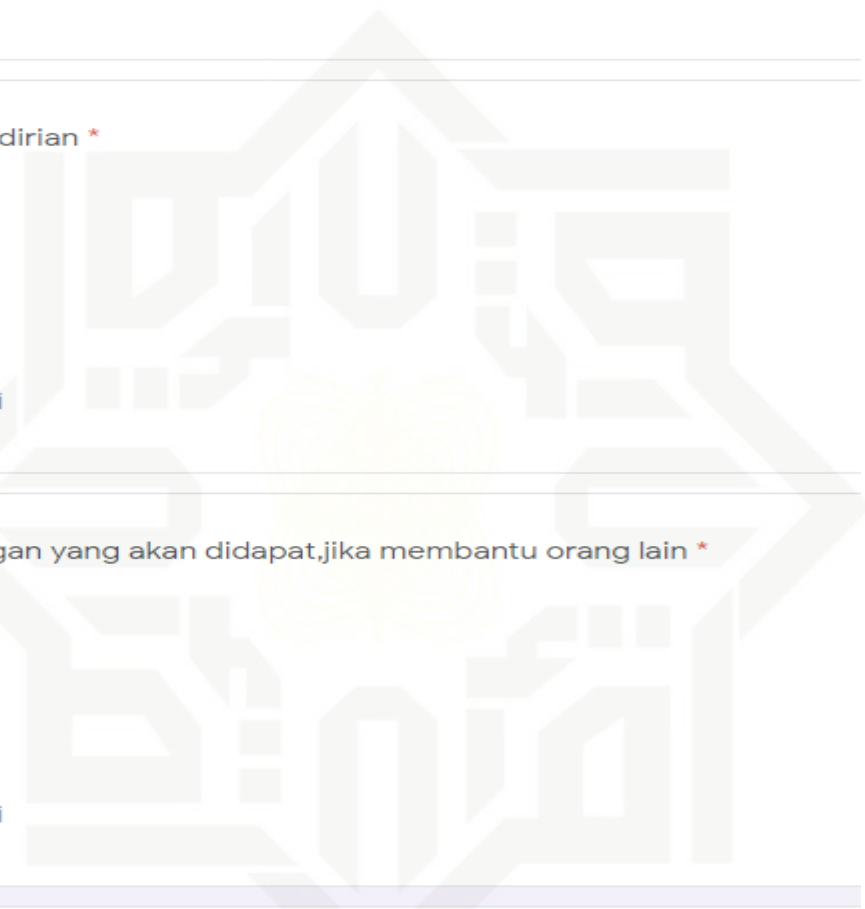 dirian *
i
gan yang akan didapat,jika membantu orang lain *
i